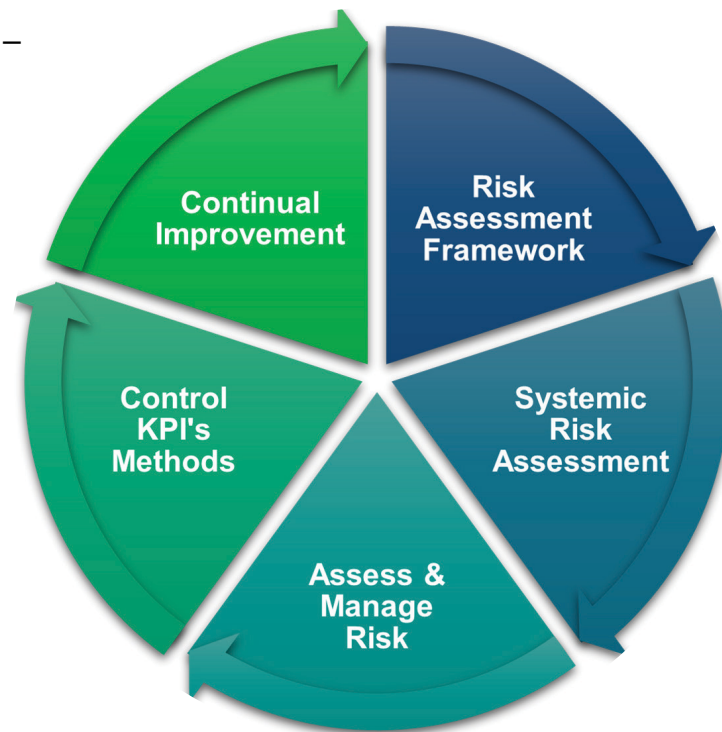 –
Risk
Assessment
Framework
Systemic
Risk
Assessment
Assess &
Manage
Risk
Control
KPI's
Methods
Continual
Improvement